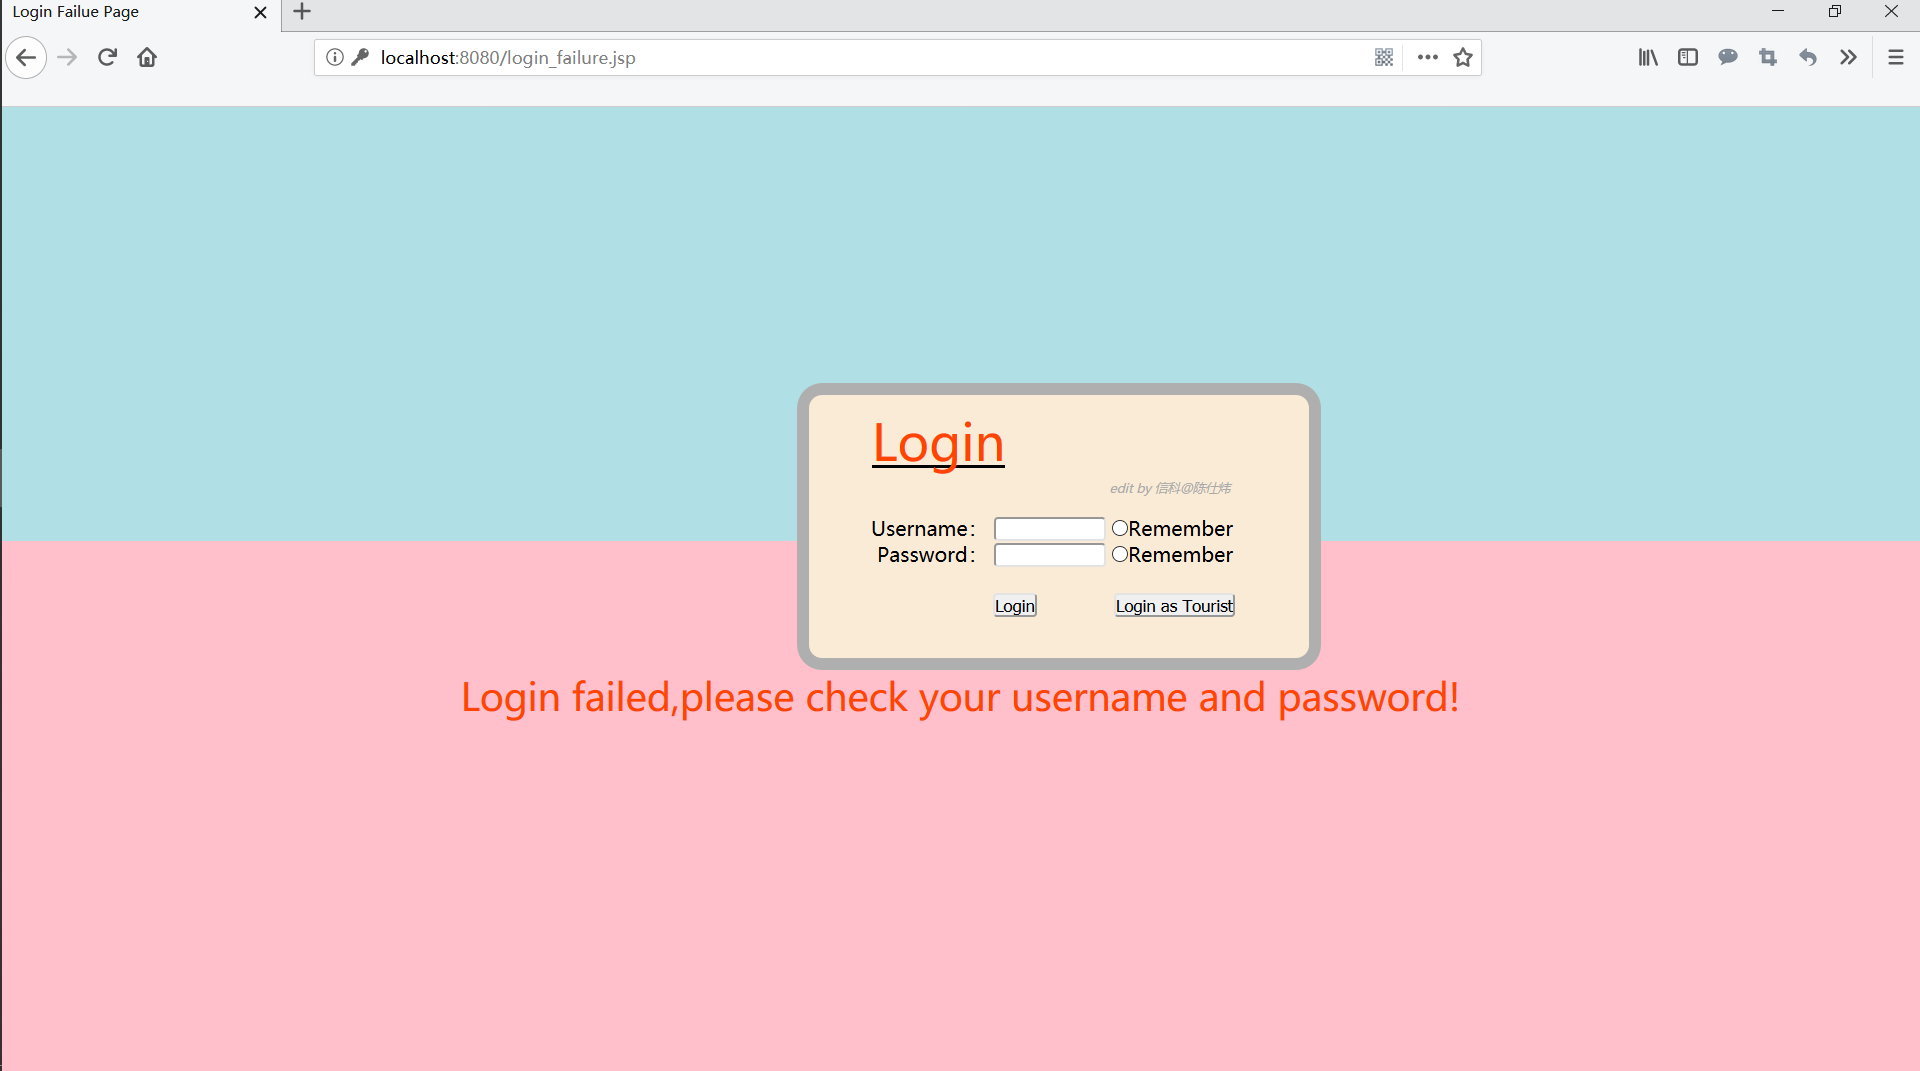 Login Failue Page
localhost:8080/login_failure.jsp
Login
edit by 信科@陈仕炜
Username： Remember
Password： Remember
Login Login as Tourist
Login failed,please check your username and password!